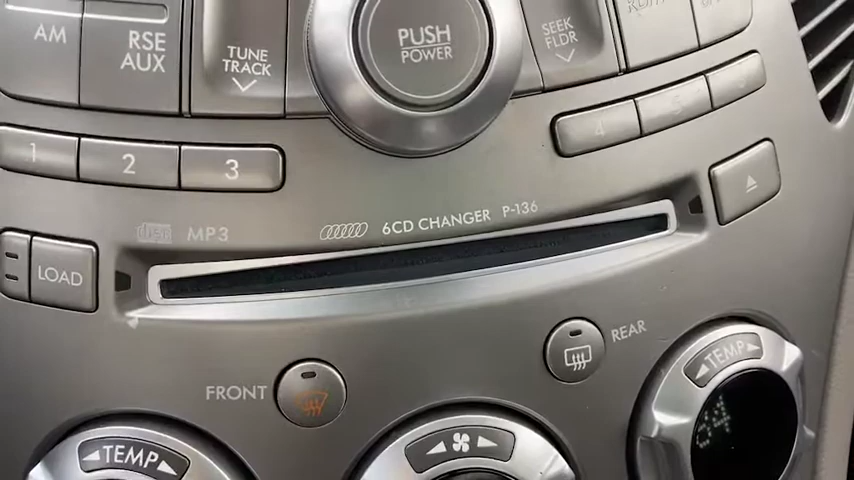 AM
RSE
AUX
TUNE
TRACK
PUSH
POWER
SEEK
FLDR
1
2
3
4
5
6
DISC
MP3
6CD CHANGER P-136
LOAD
FRONT
REAR
TEMP
TEMP